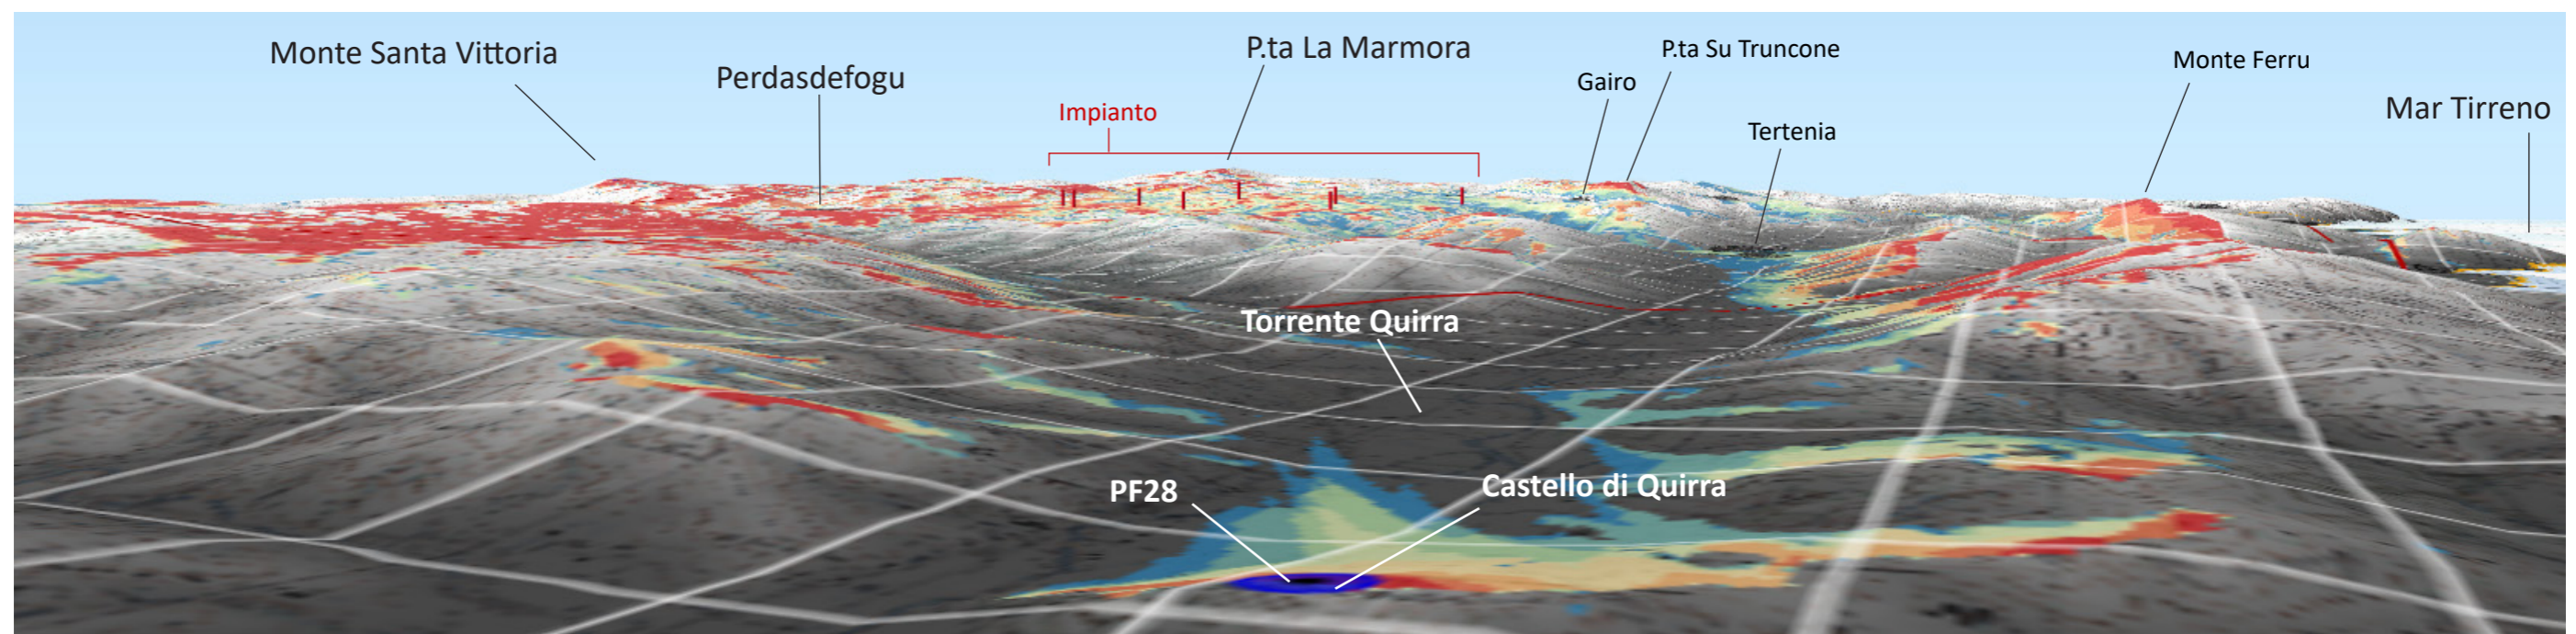 Monte Santa Vittoria
Perdasdefogu
Impianto
P.ta La Marmora
Gairo
P.ta Su Truncone
Tertenia
Monte Ferru
Mar Tirreno
Torrente Quirra
PF28
Castello di Quirra